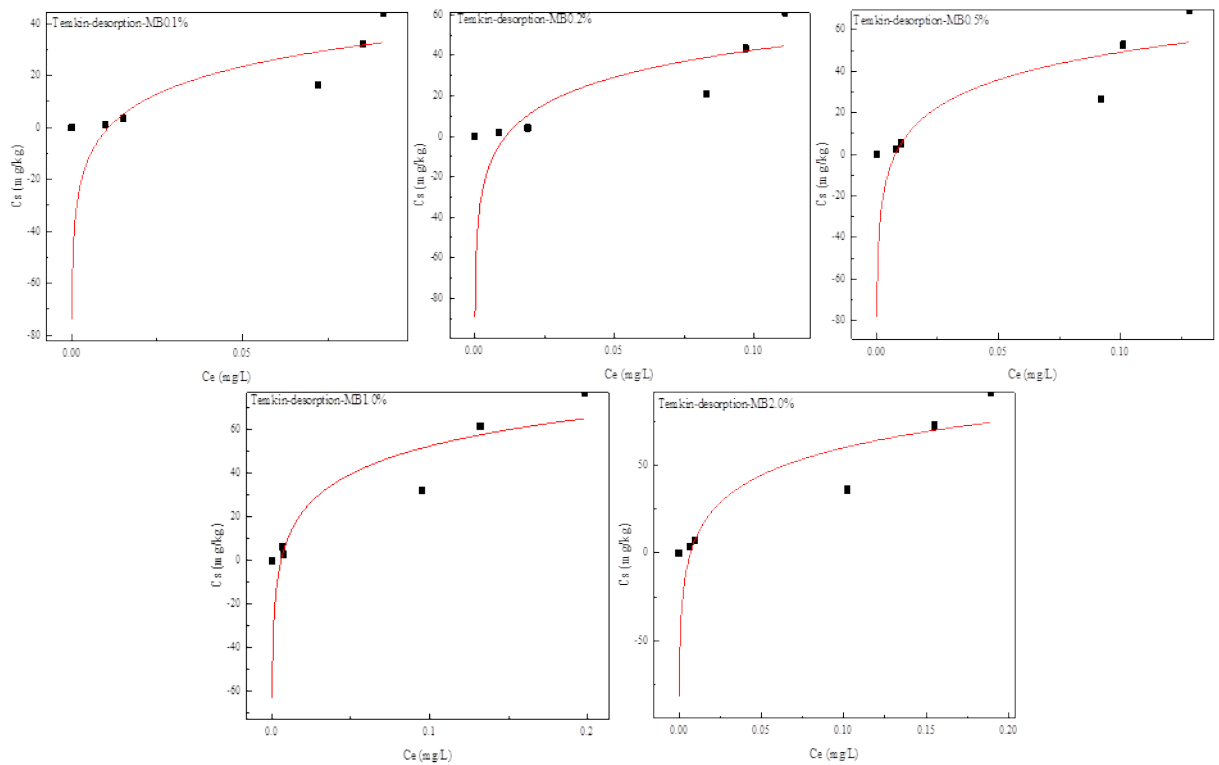 Temkin-desorption-MB0.1%
40
20
0
-20
-40
-60
-80
Cs (mg/kg)
0.00 0.05
Ce (mg/L)
Temkin-desorption-MB0.2%
60
40
20
0
-20
-40
-60
-80
Cs (mg/kg)
0.00 0.05 0.10
Ce (mg/L)
Temkin-desorption-MB0.5%
60
40
20
0
-20
-40
-60
-80
Cs (mg/kg)
0.00 0.05 0.10
Ce (mg/L)
Temkin-desorption-MB1.0%
60
40
20
0
-20
-40
-60
Cs (mg/kg)
0.0 0.1 0.2
Ce (mg/L)
Temkin-desorption-MB2.0%
50
0
-50
Cs (mg/kg)
0.00 0.05 0.10 0.15 0.20
Ce (mg/L)